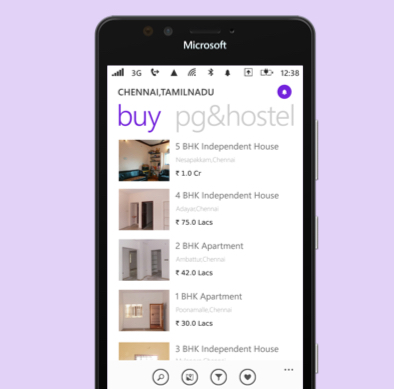 Microsoft
3G 12:38
CHENNAI,TAMILNADU
buy pg&hostel
5 BHK Independent House
Nesapakkam,Chennai
₹ 1.0 Cr
4 BHK Independent House
Adayar,Chennai
₹ 75.0 Lacs
2 BHK Apartment
Ambattur,Chennai
₹ 42.0 Lacs
1 BHK Apartment
Poonamalle,Chennai
₹ 30.0 Lacs
3 BHK Independent House